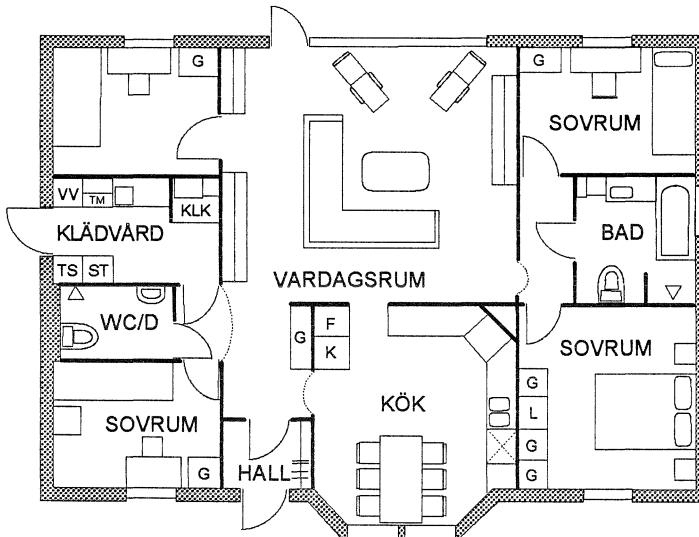 G
G
SOVRUM
VV
TM
KLK
KLÄDVÅRD
BAD
TS
ST
VARDAGSRUM
WC/D
G
F
K
SOVRUM
KÖK
G
L
G
G
SOVRUM
HALL
G